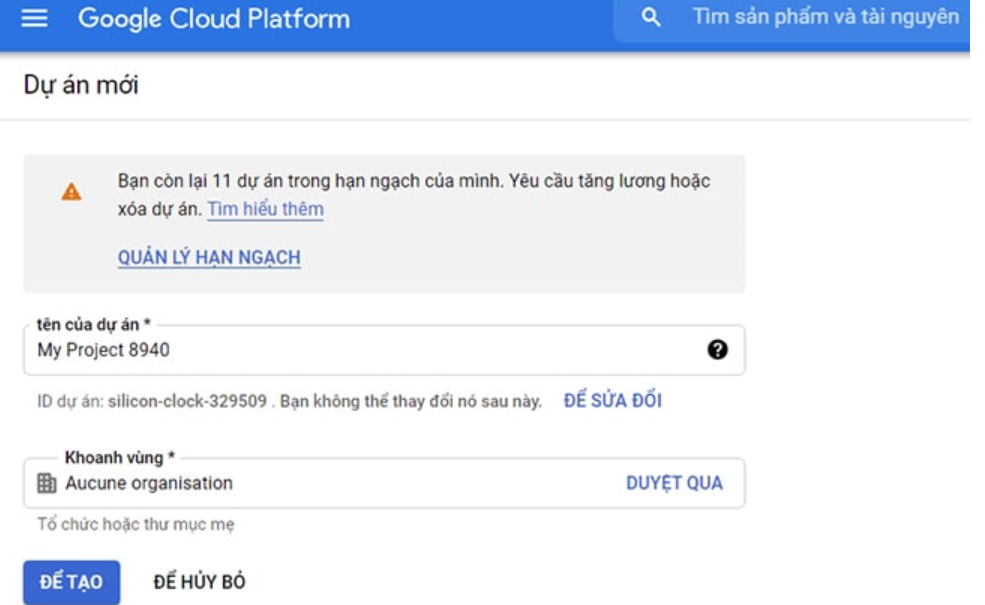 Google Cloud Platform
Tìm sản phẩm và tài nguyên
Dự án mới
Bạn còn lại 11 dự án trong hạn ngạch của mình. Yêu cầu tăng lương hoặc
xóa dự án. Tìm hiểu thêm
QUẢN LÝ HẠN NGẠCH
tên của dự án *
My Project 8940
ID dự án: silicon-clock-329509 . Bạn không thể thay đổi nó sau này. ĐỂ SỬA ĐỔI
Khoanh vùng *
Aucune organisation DUYỆT QUA
Tổ chức hoặc thư mục mẹ
ĐỂ TẠO ĐỂ HỦY BỎ